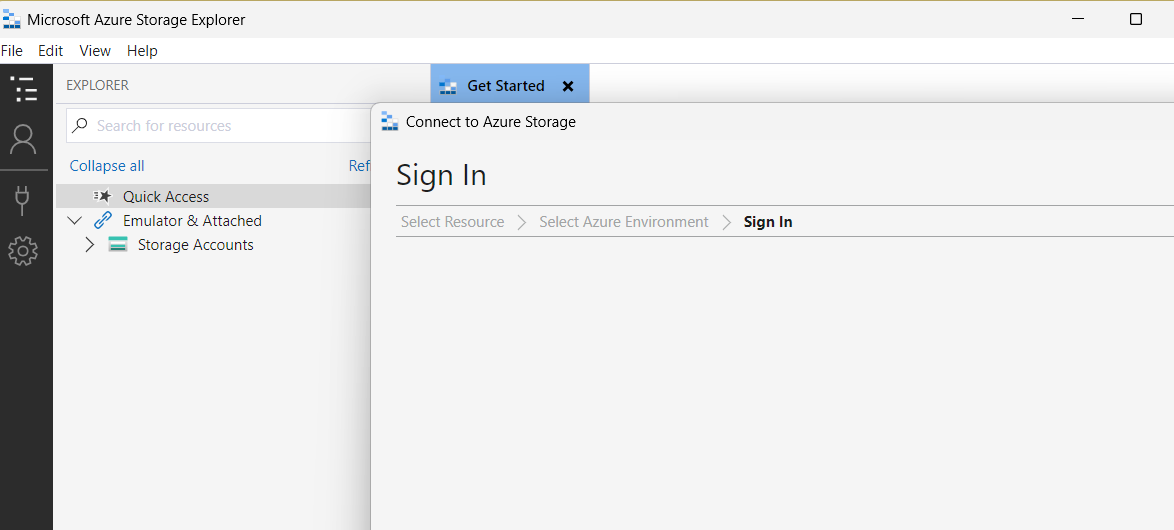 Microsoft Azure Storage Explorer
File Edit View Help
EXPLORER
Get Started
Search for resources
Connect to Azure Storage
Collapse all
Sign In
Quick Access
Emulator & Attached
Select Resource Select Azure Environment Sign In
Storage Accounts